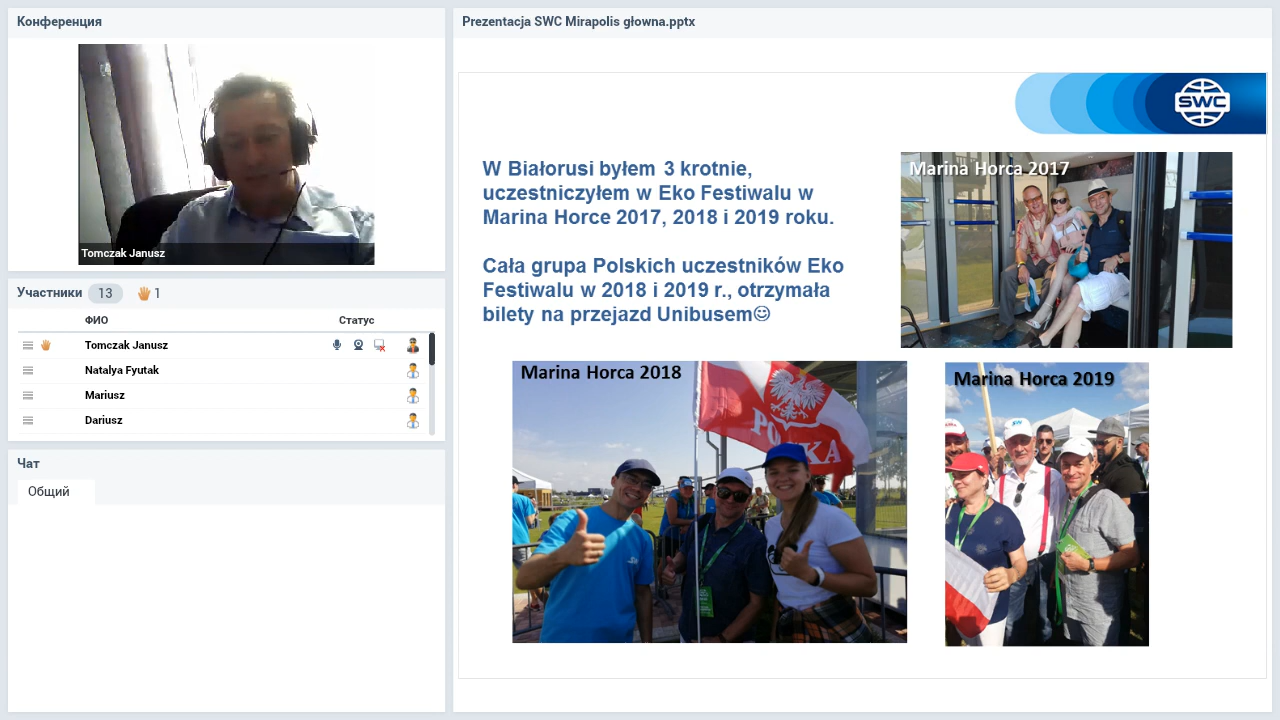 Конференция
Tomczak Janusz
Участники 13 1
ФИО Статус
Tomczak Janusz
Natalya Fyutak
Mariusz
Dariusz
Чат
Общий
Prezentacja SWC Mirapolis głowna.pptx
SWC
W Białorusi byłem 3 krotnie,
uczestniczyłem w Eko Festiwalu w
Marina Horce 2017, 2018 i 2019 roku.
Cała grupa Polskich uczestników Eko
Festiwalu w 2018 i 2019 r., otrzymała
bilety na przejazd Unibusem☺
Marina Horca 2017
Marina Horca 2018
Marina Horca 2019